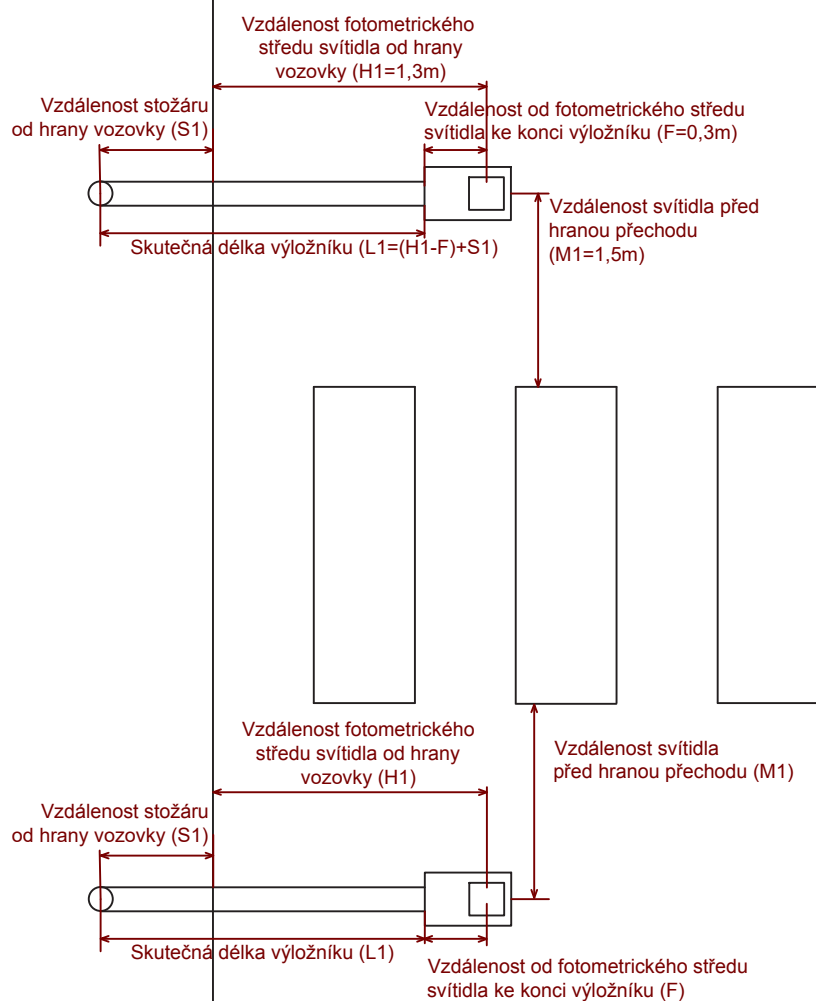 Vzdálenost fotometrického
středu svítidla od hrany
vozovky (H1=1,3m)
Vzdálenost stožáru
od hrany vozovky (S1)
Vzdálenost od fotometrického středu
svítidla ke konci výložníku (F=0,3m)
Vzdálenost svítidla před
hranou přechodu
(M1=1,5m)
Skutečná délka výložníku (L1=(H1-F)+S1)
Vzdálenost fotometrického
středu svítidla od hrany
vozovky (H1)
Vzdálenost svítidla
před hranou přechodu (M1)
Vzdálenost stožáru
od hrany vozovky (S1)
Skutečná délka výložníku (L1)
Vzdálenost od fotometrického středu
svítidla ke konci výložníku (F)